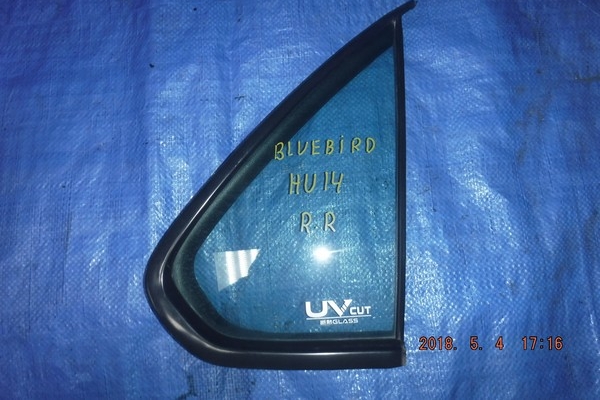 BLUEBIRD
HU14
R.R
UV CUT
GLASS
2018. 5. 4 17:16